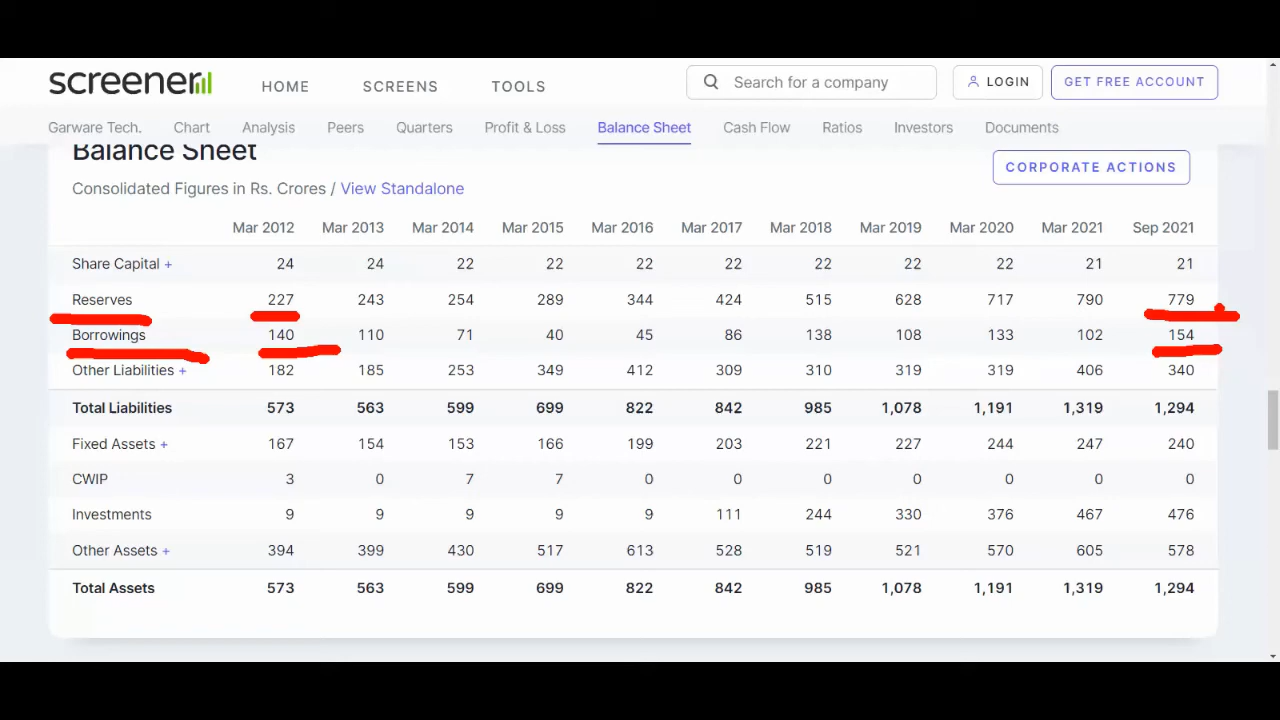 screener HOME SCREENS TOOLS Search for a company LOGIN GET FREE ACCOUNT
Garware Tech. Chart Analysis Peers Quarters Profit & Loss Balance Sheet Cash Flow Ratios Investors Documents
Balance Sheet
CORPORATE ACTIONS
Consolidated Figures in Rs. Crores / View Standalone
Mar 2012 Mar 2013 Mar 2014 Mar 2015 Mar 2016 Mar 2017 Mar 2018 Mar 2019 Mar 2020 Mar 2021 Sep 2021
Share Capital + 24 24 22 22 22 22 22 22 22 21 21
Reserves 227 243 254 289 344 424 515 628 717 790 779
Borrowings 140 110 71 40 45 86 138 108 133 102 154
Other Liabilities + 182 185 253 349 412 309 310 319 319 406 340
Total Liabilities 573 563 599 699 822 842 985 1,078 1,191 1,319 1,294
Fixed Assets + 167 154 153 166 199 203 221 227 244 247 240
CWIP 3 0 7 7 0 0 0 0 0 0 0
Investments 9 9 9 9 9 111 244 330 376 467 476
Other Assets + 394 399 430 517 613 528 519 521 570 605 578
Total Assets 573 563 599 699 822 842 985 1,078 1,191 1,319 1,294